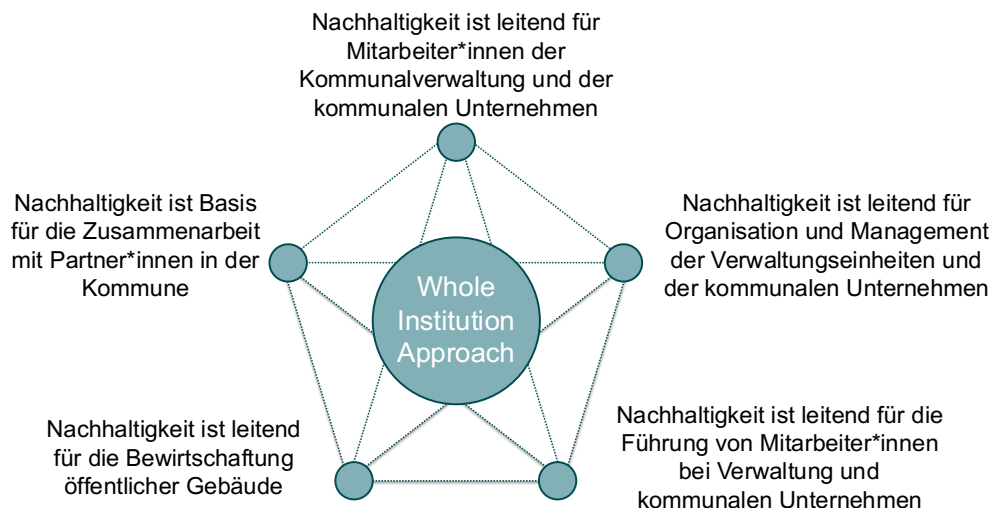 Nachhaltigkeit ist leitend für
Mitarbeiter*innen der
Kommunalverwaltung und der
kommunalen Unternehmen
Nachhaltigkeit ist Basis
für die Zusammenarbeit
mit Partner*innen in der
Kommune
Nachhaltigkeit ist leitend für
Organisation und Management
der Verwaltungseinheiten und
der kommunalen Unternehmen
Whole
Institution
Approach
Nachhaltigkeit ist leitend
für die Bewirtschaftung
öffentlicher Gebäude
Nachhaltigkeit ist leitend für die
Führung von Mitarbeiter*innen
bei Verwaltung und
kommunalen Unternehmen